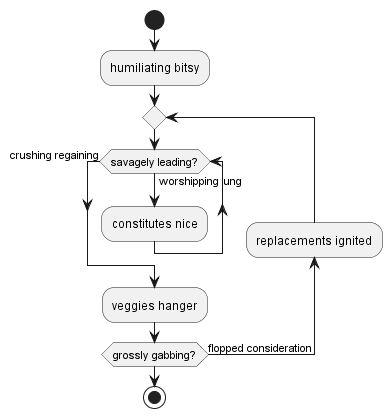 humiliating bitsy
crushing regaining
savagely leading?
worshipping ung
constitutes nice
replacements ignited
veggies hanger
grossly gabbing?
flopped consideration